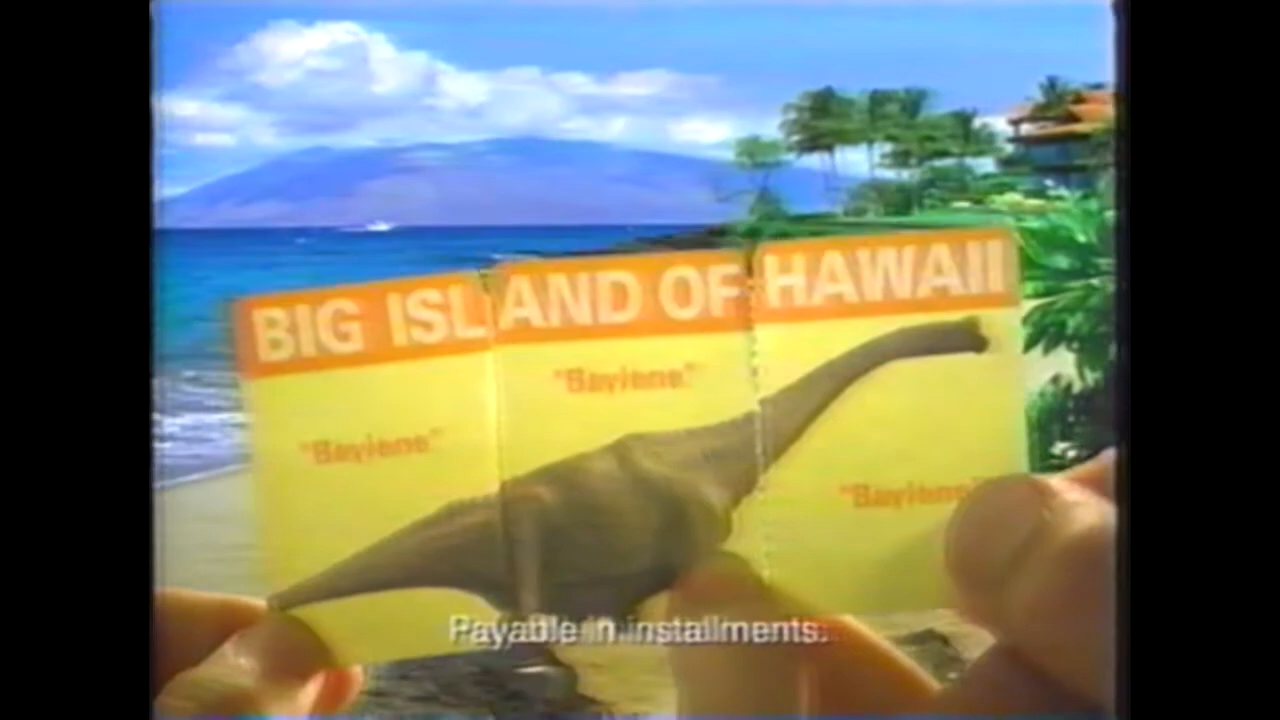 BIG ISLAND OF HAWAII
"Baylene"
"Baylene"
"Baylene"
Payable in installments.